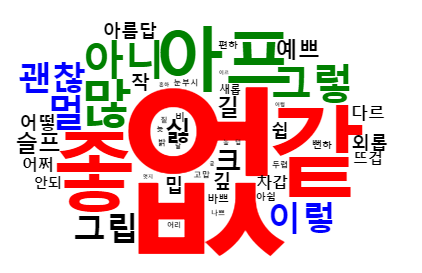 아름답
아니
아프
편하
예쁘
괜찮
작
눈부시
그렇
멀
많
새롭
길
어떻
싫
쉽
다르
슬프
좋
없
같
뻔하
외롭
어쩌
크
뜨겁
안되
밉
깊
고맙
차갑
두렵
바쁘
아쉽
그립
나쁘
이렇
어리